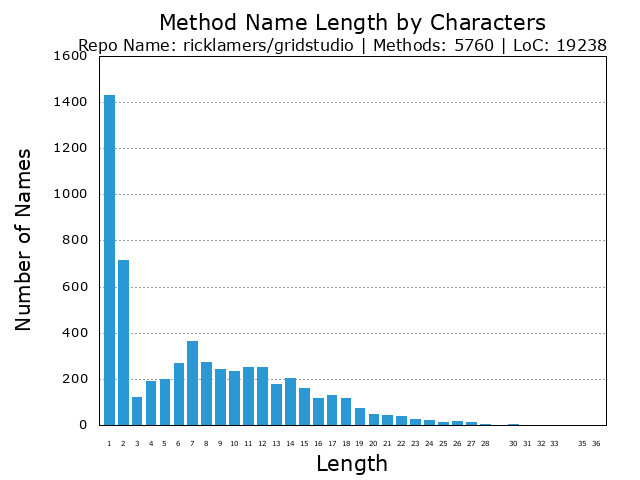 Method Name Length by Characters
Repo Name: ricklamers/gridstudio | Methods: 5760 | LoC: 19238
1600
1400
1200
1000
800
600
400
200
0
Number of Names
1 2 3 4 5 6 7 8 9 10 11 12 13 14 15 16 17 18 19 20 21 22 23 24 25 26 27 28 30 31 32 33 35 36
Length